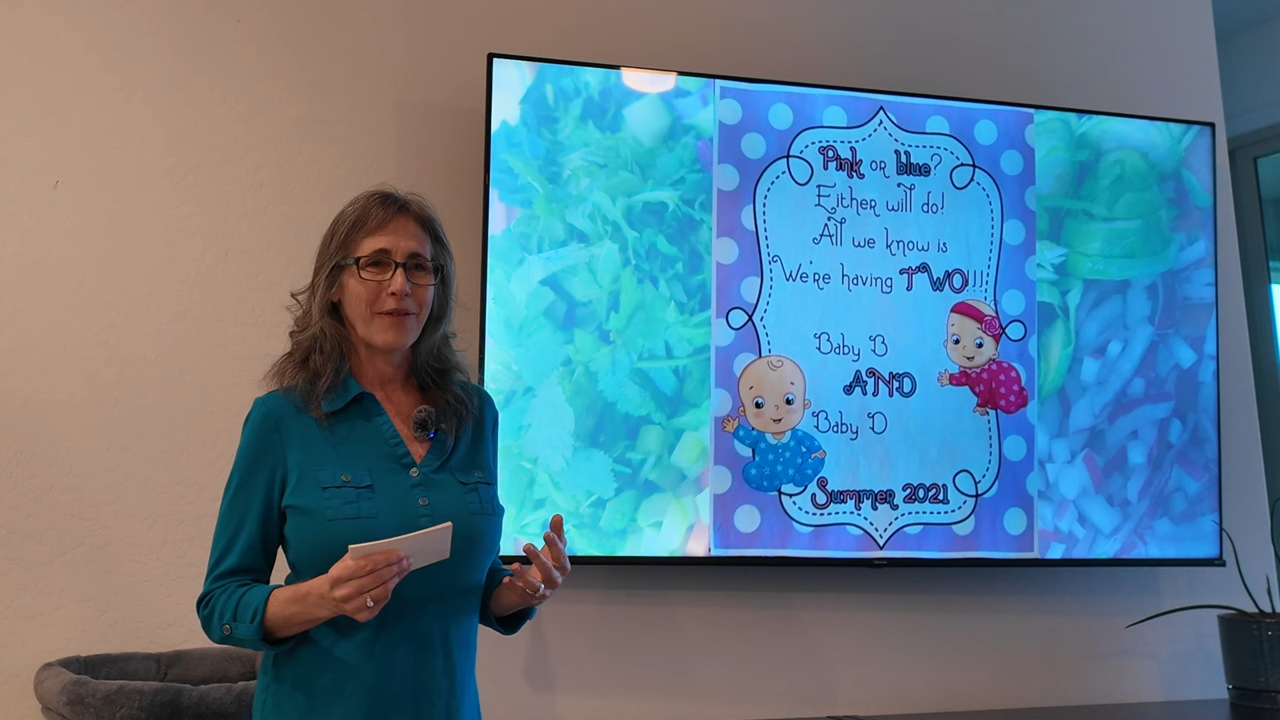 Pink or blue?
Either will do!
All we know is
We're having TWO!!!
Baby B
AND
Baby D
Summer 2021